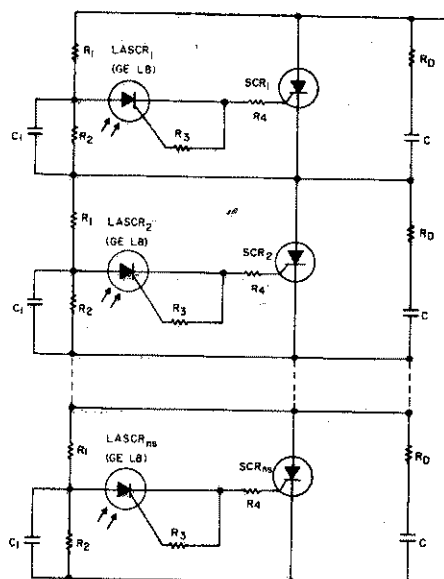 R1
LASCR1
(GE L8)
SCR1
RD
C1
R2
R3
R4
C
R1
LASCR2
(GE L8)
SCR2
RD
C1
R2
R3
R4
C
R1
LASCRns
(GE L8)
SCRns
RD
C1
R2
R3
R4
C